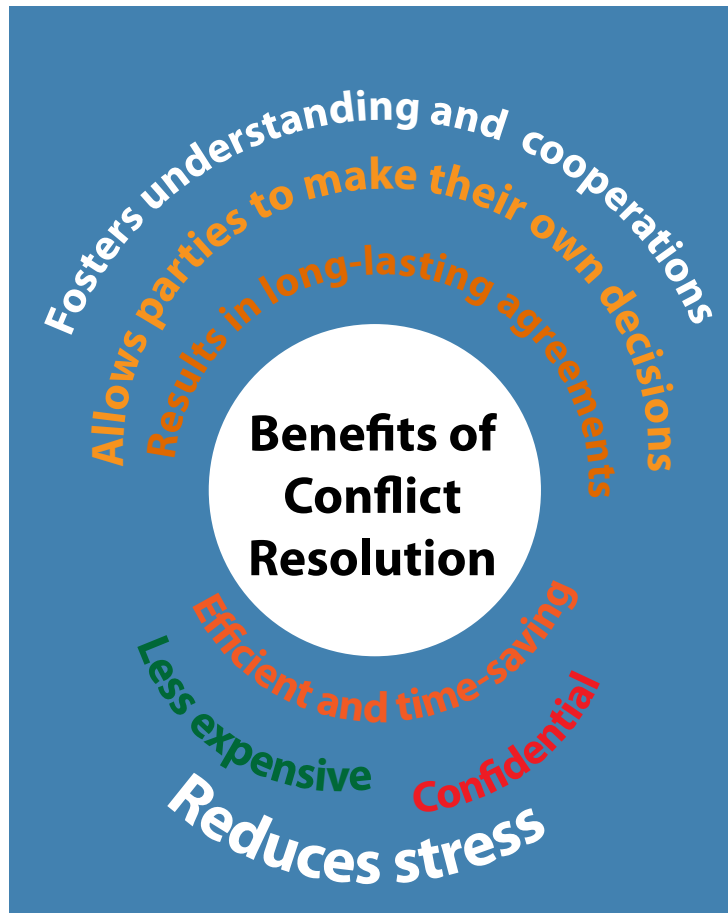 Fosters understanding and cooperations
Allows parties to make their own decisions
Results in long-lasting agreements
Benefits of
Conflict
Resolution
Efficient and time-saving
Less expensive
Confidential
Reduces stress